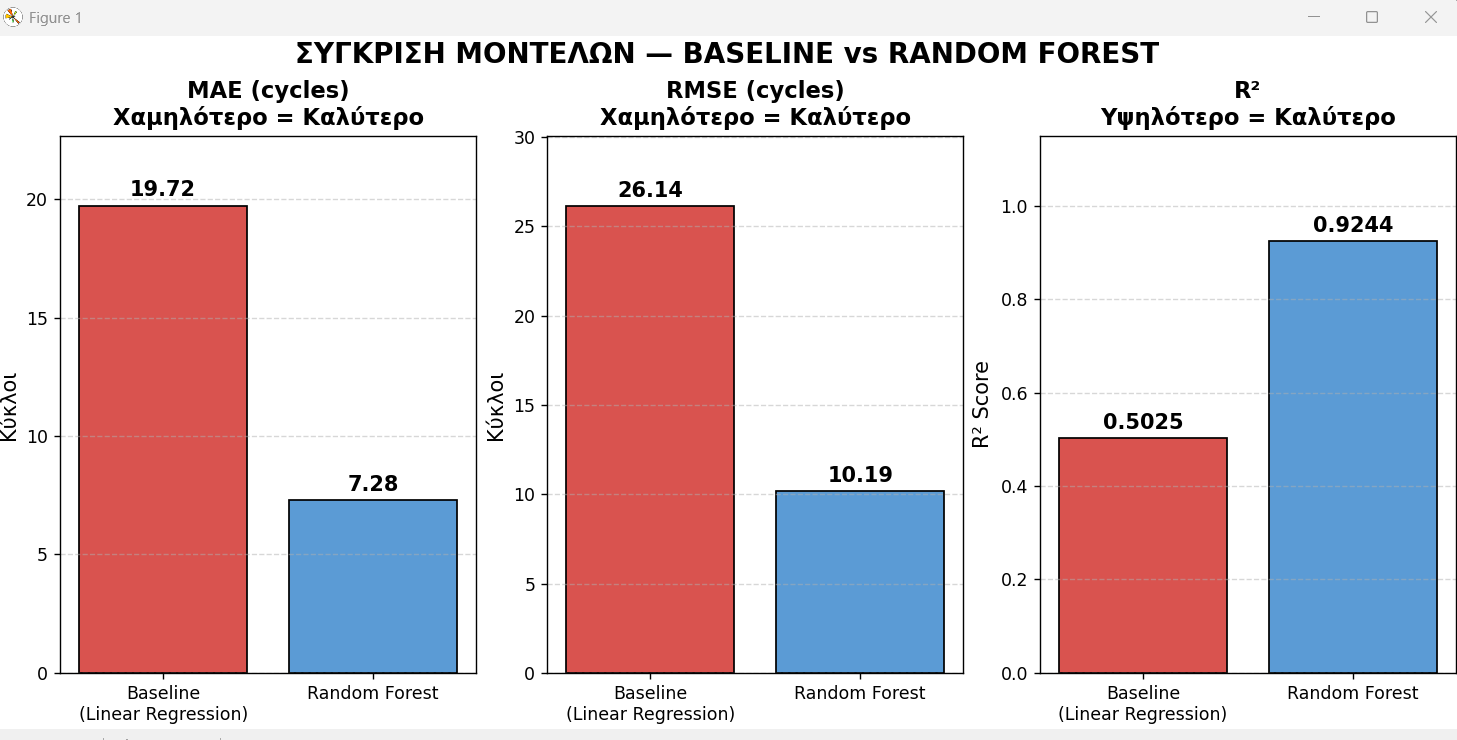 Figure 1
ΣΥΓΚΡΙΣΗ ΜΟΝΤΕΛΩΝ — BASELINE vs RANDOM FOREST
MAE (cycles)
Χαμηλότερο = Καλύτερο
Κύκλοι
20
15
10
5
0
19.72
7.28
Baseline
(Linear Regression)
Random Forest
RMSE (cycles)
Χαμηλότερο = Καλύτερο
Κύκλοι
30
25
20
15
10
5
0
26.14
10.19
Baseline
(Linear Regression)
Random Forest
R²
Υψηλότερο = Καλύτερο
R² Score
1.0
0.8
0.6
0.4
0.2
0.0
0.5025
0.9244
Baseline
(Linear Regression)
Random Forest